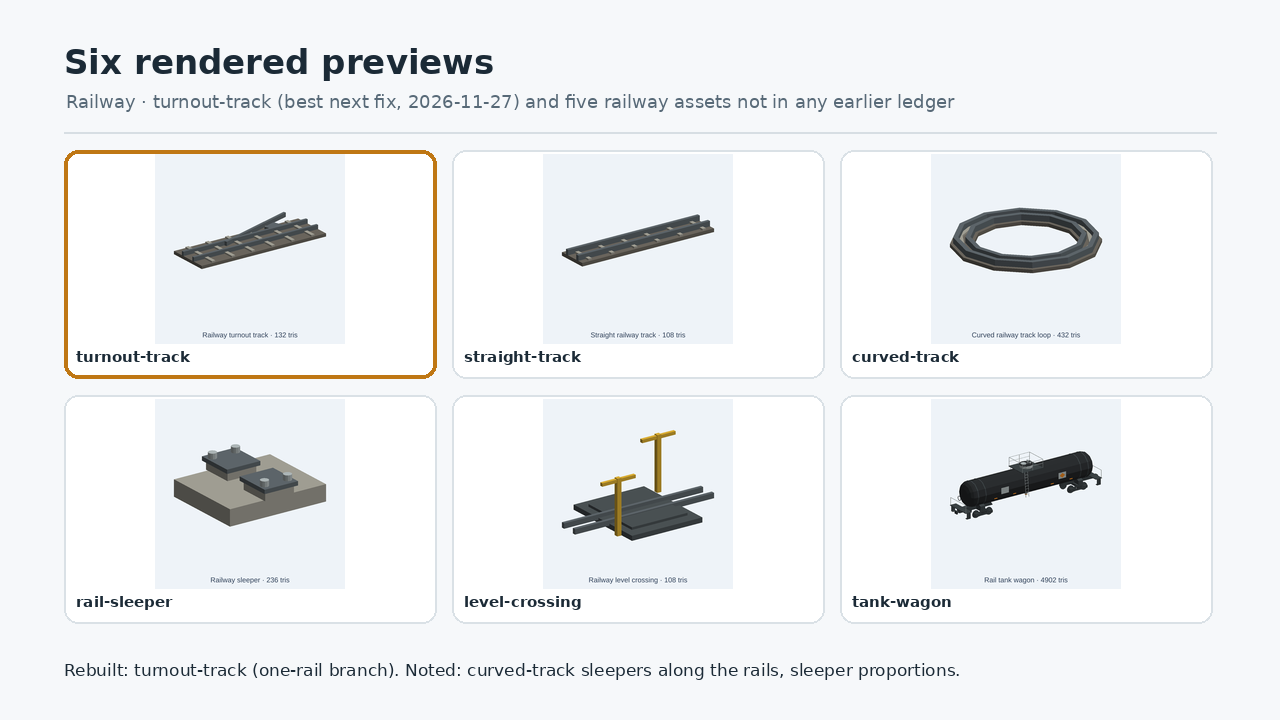 Six rendered previews
Railway · turnout-track (best next fix, 2026-11-27) and five railway assets not in any earlier ledger
Railway turnout track · 132 tris
turnout-track
Straight railway track · 108 tris
straight-track
Curved railway track loop · 432 tris
curved-track
Railway sleeper · 236 tris
rail-sleeper
Railway level crossing · 108 tris
level-crossing
Rail tank wagon · 4902 tris
tank-wagon
Rebuilt: turnout-track (one-rail branch). Noted: curved-track sleepers along the rails, sleeper proportions.